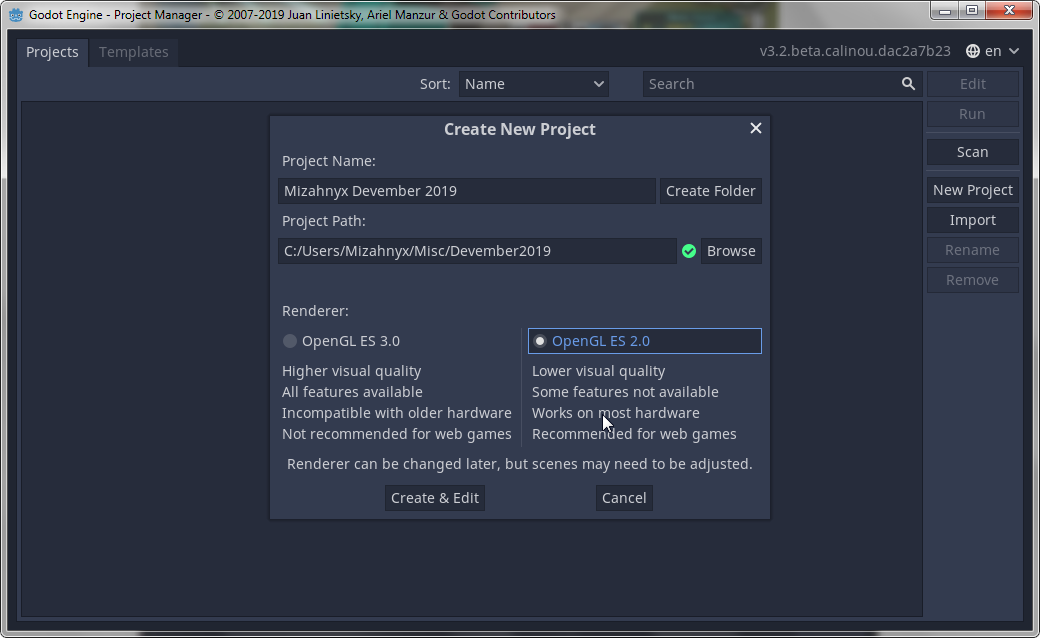 Godot Engine - Project Manager - © 2007-2019 Juan Linietsky, Ariel Manzur & Godot Contributors
Projects Templates v3.2.beta.calinou.dac2a7b23 en
Sort: Name Search Edit
Run
Scan
New Project
Import
Rename
Remove
Create New Project
Project Name:
Mizahnyx Devember 2019 Create Folder
Project Path:
C:/Users/Mizahnyx/Misc/Devember2019 Browse
Renderer:
OpenGL ES 3.0
Higher visual quality
All features available
Incompatible with older hardware
Not recommended for web games
OpenGL ES 2.0
Lower visual quality
Some features not available
Works on most hardware
Recommended for web games
Renderer can be changed later, but scenes may need to be adjusted.
Create & Edit Cancel